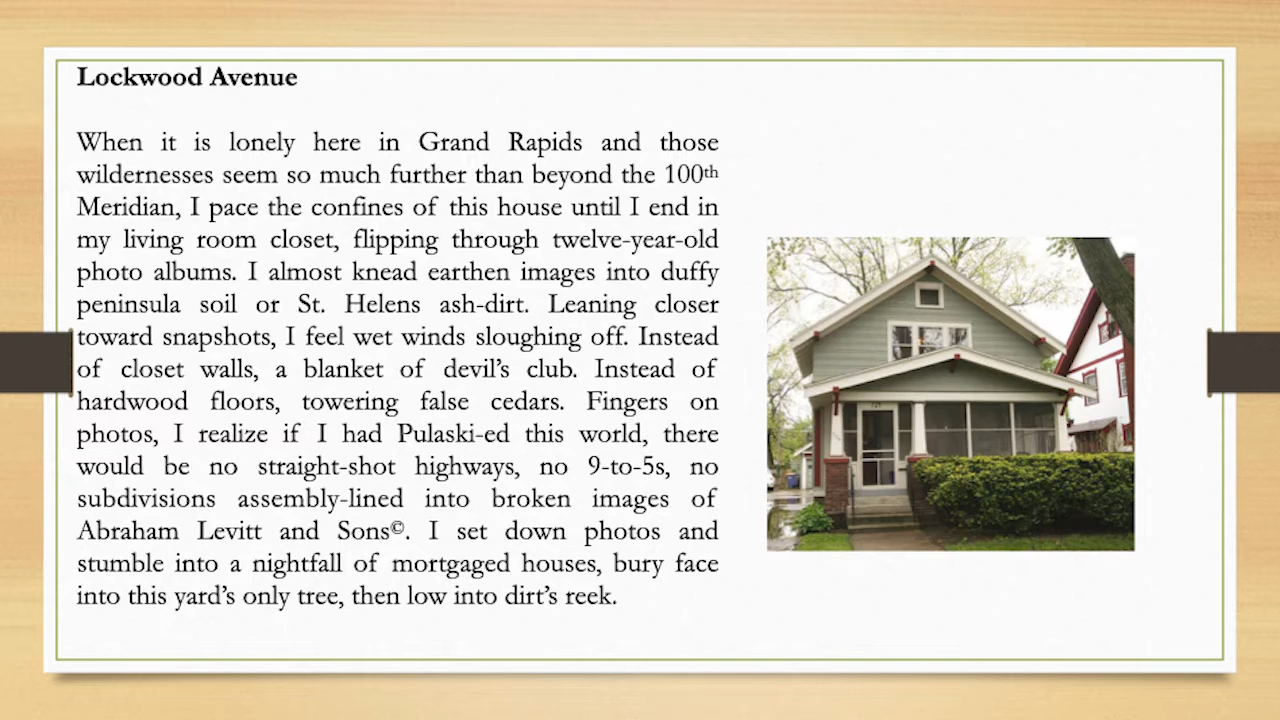 Lockwood Avenue
When it is lonely here in Grand Rapids and those
wildernesses seem so much further than beyond the 100th
Meridian, I pace the confines of this house until I end in
my living room closet, flipping through twelve-year-old
photo albums. I almost knead earthen images into duffy
peninsula soil or St. Helens ash-dirt. Leaning closer
toward snapshots, I feel wet winds sloughing off. Instead
of closet walls, a blanket of devil’s club. Instead of
hardwood floors, towering false cedars. Fingers on
photos, I realize if I had Pulaski-ed this world, there
would be no straight-shot highways, no 9-to-5s, no
subdivisions assembly-lined into broken images of
Abraham Levitt and Sons©. I set down photos and
stumble into a nightfall of mortgaged houses, bury face
into this yard’s only tree, then low into dirt’s reek.